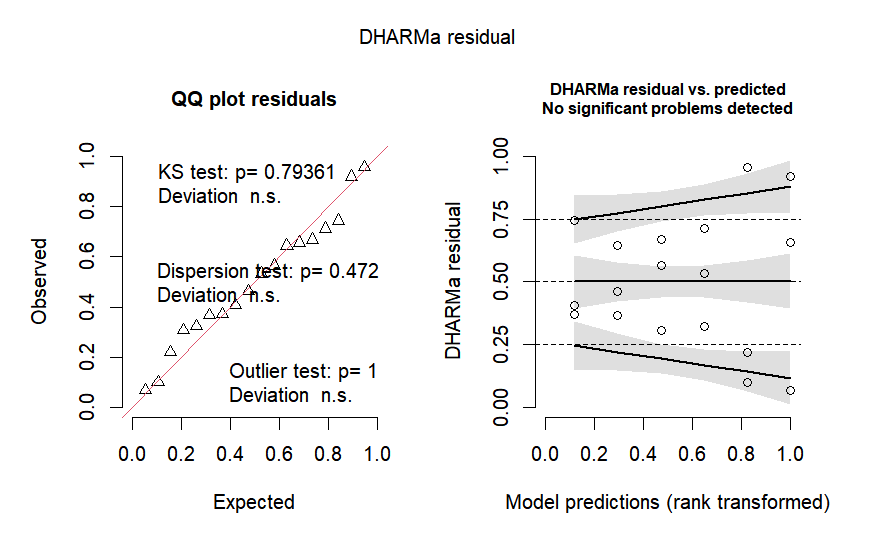 DHARMa residual
QQ plot residuals
KS test: p= 0.79361
Deviation n.s.
Dispersion test: p= 0.472
Deviation n.s.
Outlier test: p= 1
Deviation n.s.
Observed
0.0 0.2 0.4 0.6 0.8 1.0
0.0 0.2 0.4 0.6 0.8 1.0
Expected
DHARMa residual vs. predicted
No significant problems detected
DHARMa residual
0.00 0.25 0.50 0.75 1.00
0.0 0.2 0.4 0.6 0.8 1.0
Model predictions (rank transformed)